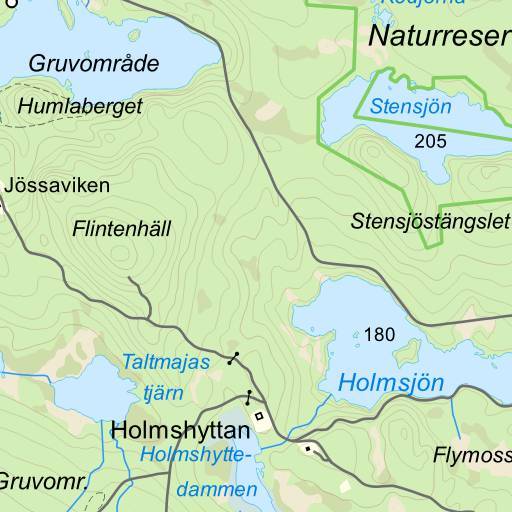 Naturreser
Gruvområde
Humlaberget
Stensjön
205
Jössaviken
Flintenhäll
Stensjöstängslet
180
Taltmajas
tjärn
Holmsjön
Holmshyttan
Holmshytte-
dammen
Flymoss
Gruvomr.